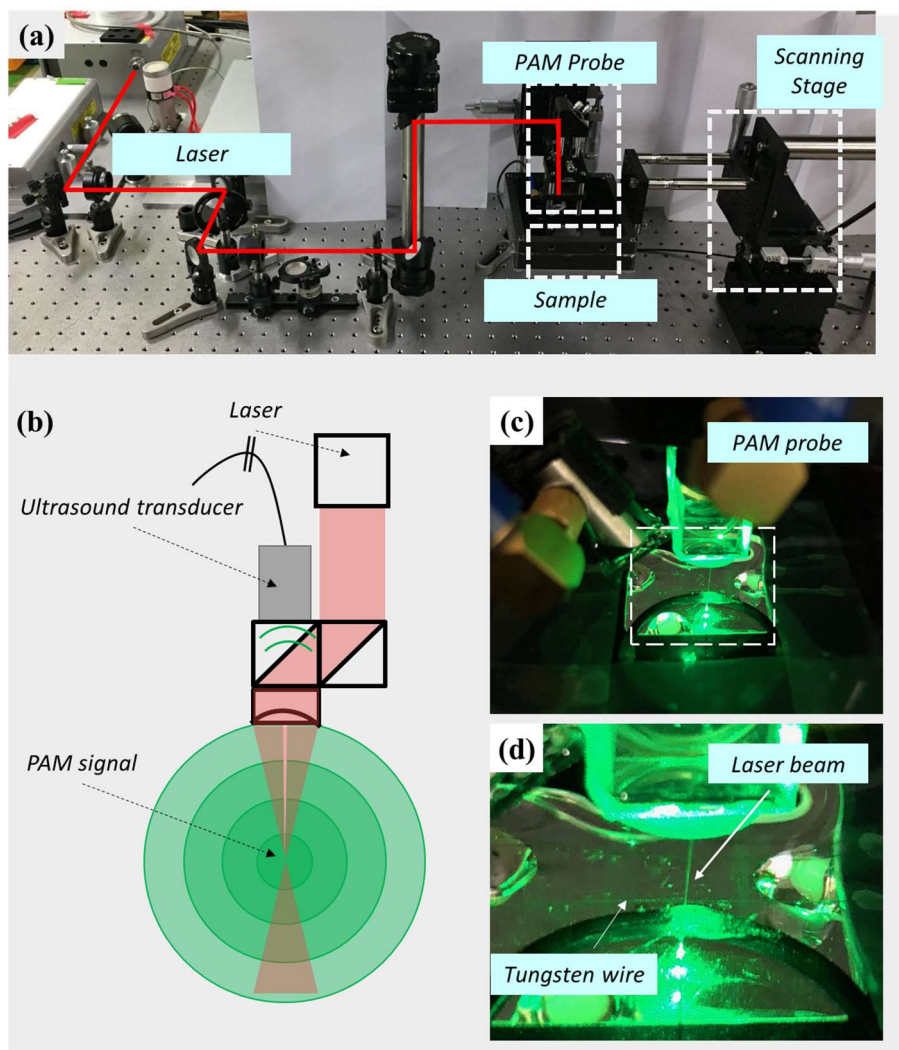 (a)
PAM Probe
Scanning
Stage
Laser
Sample
(b)
Laser
Ultrasound transducer
PAM signal
(c)
PAM probe
(d)
Laser beam
Tungsten wire